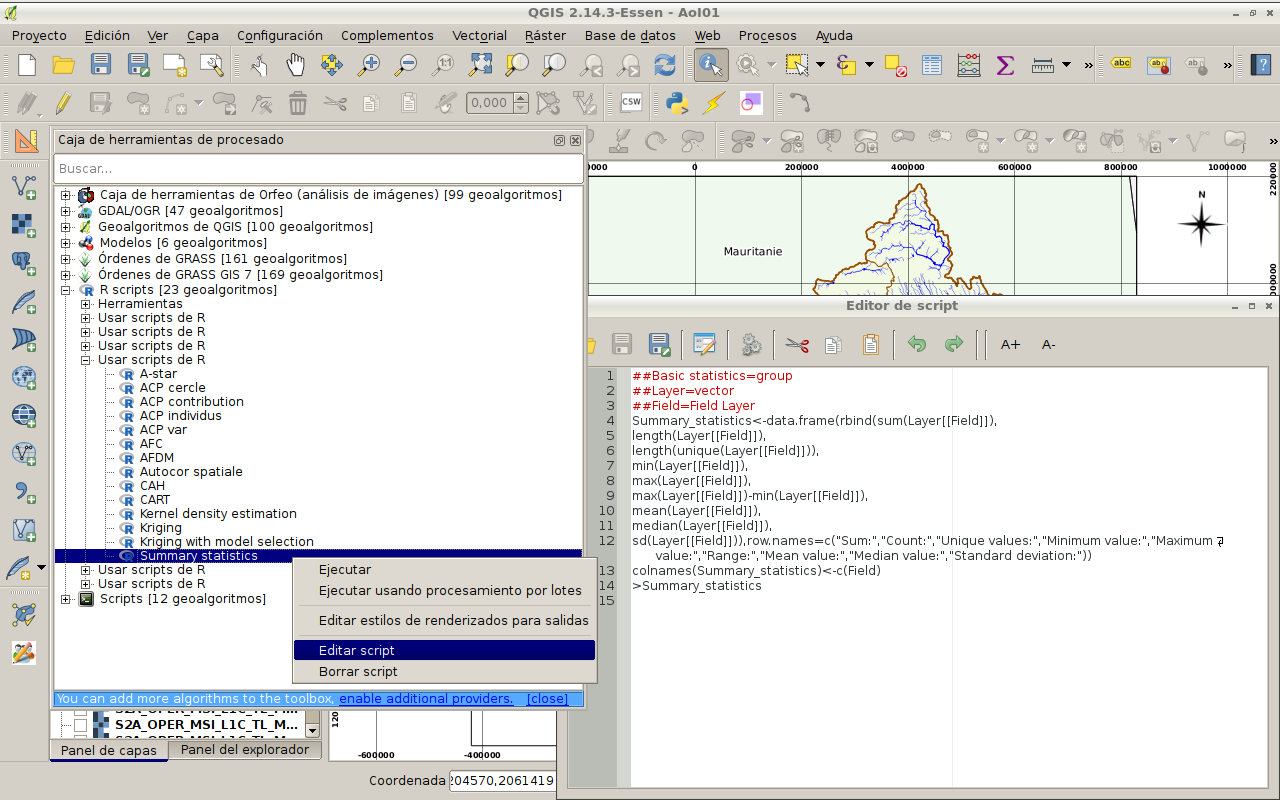 QGIS 2.14.3-Essen - AoI01
Proyecto Edición Ver Capa Configuración Complementos Vectorial Ráster Base de datos Web Procesos Ayuda
1:1
abc
ab
ab
0,000
CSW
Caja de herramientas de procesado
Buscar...
Caja de herramientas de Orfeo (análisis de imágenes) [99 geoalgoritmos]
GDAL/OGR [47 geoalgoritmos]
Geoalgoritmos de QGIS [100 geoalgoritmos]
Modelos [6 geoalgoritmos]
Órdenes de GRASS [161 geoalgoritmos]
Órdenes de GRASS GIS 7 [169 geoalgoritmos]
R scripts [23 geoalgoritmos]
Herramientas
Usar scripts de R
Usar scripts de R
Usar scripts de R
Usar scripts de R
A-star
ACP cercle
ACP contribution
ACP individus
ACP var
AFC
AFDM
Autocor spatiale
CAH
CART
Kernel density estimation
Kriging
Kriging with model selection
Summary statistics
Usar scripts de R
Usar scripts de R
Scripts [12 geoalgoritmos]
Ejecutar
Ejecutar usando procesamiento por lotes
Editar estilos de renderizados para salidas
Editar script
Borrar script
You can add more algorithms to the toolbox, enable additional providers. [close]
S2A_OPER_MSI_L1C_TL_M...
S2A_OPER_MSI_L1C_TL_M...
Panel de capas
Panel del explorador
Coordenada 204570,2061419
0000 0 200000 400000 600000 800000 1000000
220
00000
Mauritanie
N
120
-600000 -400000
Editor de script
A+ A-
1 ##Basic statistics=group
2 ##Layer=vector
3 ##Field=Field Layer
4 Summary_statistics<-data.frame(rbind(sum(Layer[[Field]]),
5 length(Layer[[Field]]),
6 length(unique(Layer[[Field]])),
7 min(Layer[[Field]]),
8 max(Layer[[Field]]),
9 max(Layer[[Field]])-min(Layer[[Field]]),
10 mean(Layer[[Field]]),
11 median(Layer[[Field]]),
12 sd(Layer[[Field]])),row.names=c("Sum:","Count:","Unique values:","Minimum value:","Maximum
value:","Range:","Mean value:","Median value:","Standard deviation:"))
13 colnames(Summary_statistics)<-c(Field)
14 >Summary_statistics
15